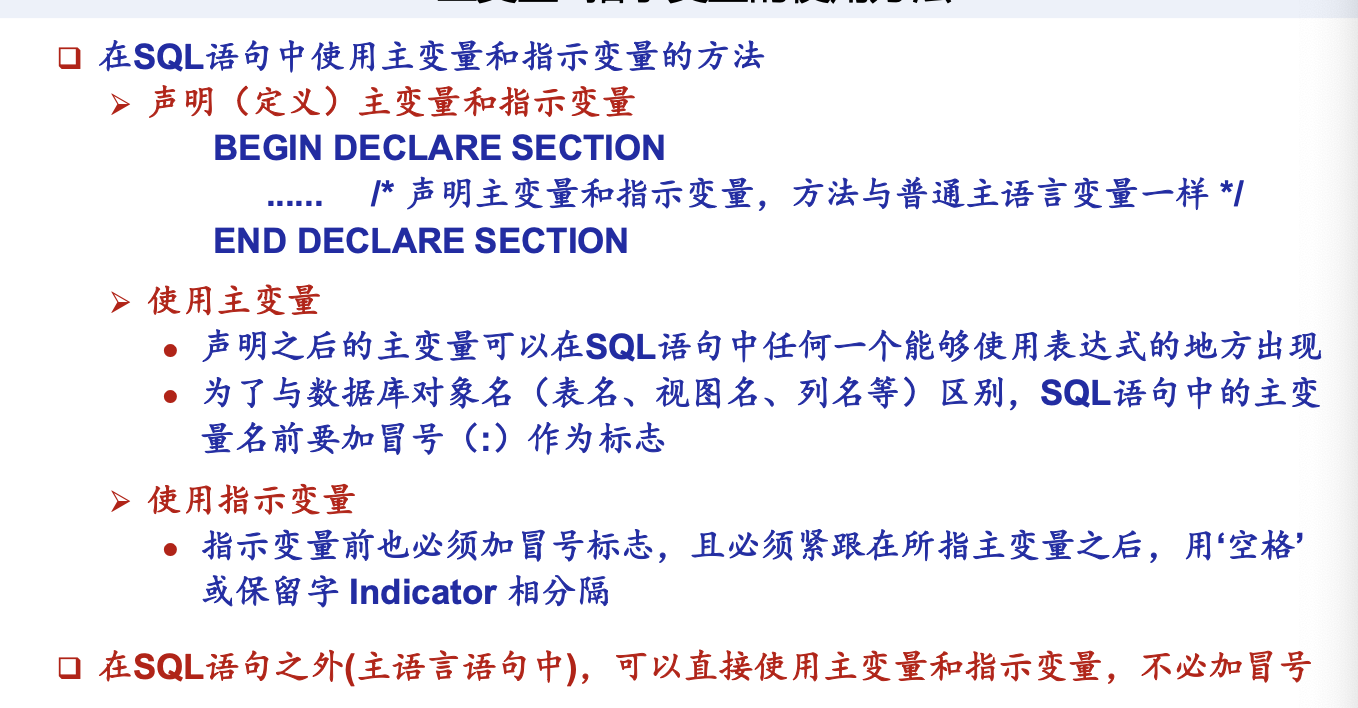 在SQL语句中使用主变量和指示变量的方法
声明（定义）主变量和指示变量
BEGIN DECLARE SECTION
...... /* 声明主变量和指示变量，方法与普通主语言变量一样 */
END DECLARE SECTION
使用主变量
声明之后的主变量可以在SQL语句中任何一个能够使用表达式的地方出现
为了与数据库对象名（表名、视图名、列名等）区别，SQL语句中的主变
量名前要加冒号（:）作为标志
使用指示变量
指示变量前也必须加冒号标志，且必须紧跟在所指主变量之后，用‘空格’
或保留字 Indicator 相分隔
在SQL语句之外(主语言语句中)，可以直接使用主变量和指示变量，不必加冒号